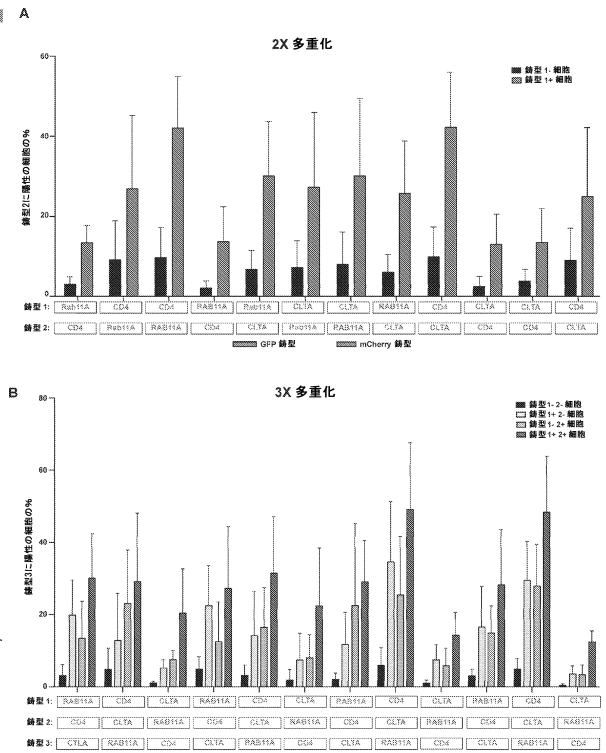 A
2X 多重化
鋳型 1- 細胞
鋳型 1+ 細胞
鋳型2に陽性の細胞の%
60
40
20
0
鋳型 1: Rab11A CD4 CD4 RAB11A Rab11A CLTA CLTA RAB11A CD4 CLTA CLTA CD4
鋳型 2: CD4 Rab11A RAB11A CD4 CLTA Rab11A RAB11A CLTA CLTA CD4 CD4 CLTA
GFP 鋳型 mCherry 鋳型
B
3X 多重化
鋳型 1- 2- 細胞
鋳型 1+ 2- 細胞
鋳型 1- 2+ 細胞
鋳型 1+ 2+ 細胞
鋳型3に陽性の細胞の%
80
60
40
20
0
鋳型 1: RAB11A CD4 CLTA RAB11A CD4 CLTA RAB11A CD4 CLTA RAB11A CD4 CLTA
鋳型 2: CD4 CLTA RAB11A CD4 CLTA RAB11A CD4 CLTA RAB11A CD4 CLTA RAB11A CD4
鋳型 3: CTLA RAB11A CD4 CLTA RAB11A CD4 CLTA RAB11A CD4 CLTA RAB11A CD4